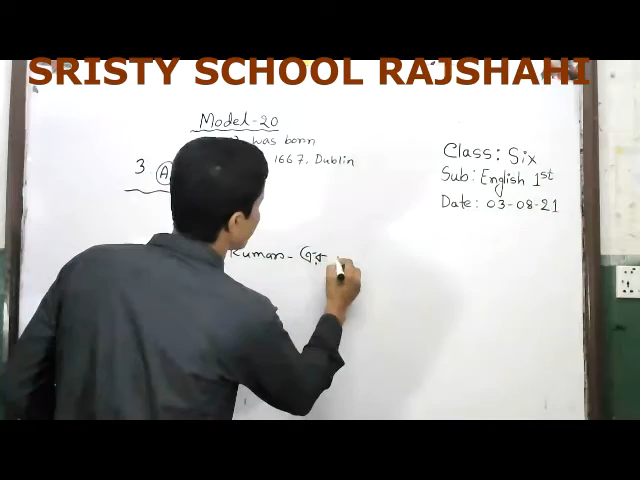 SRISTY SCHOOL RAJSHAHI
Model-20
was born
1667, Dublin
3 A
Class: Six
Sub: English 1st
Date: 03-08-21